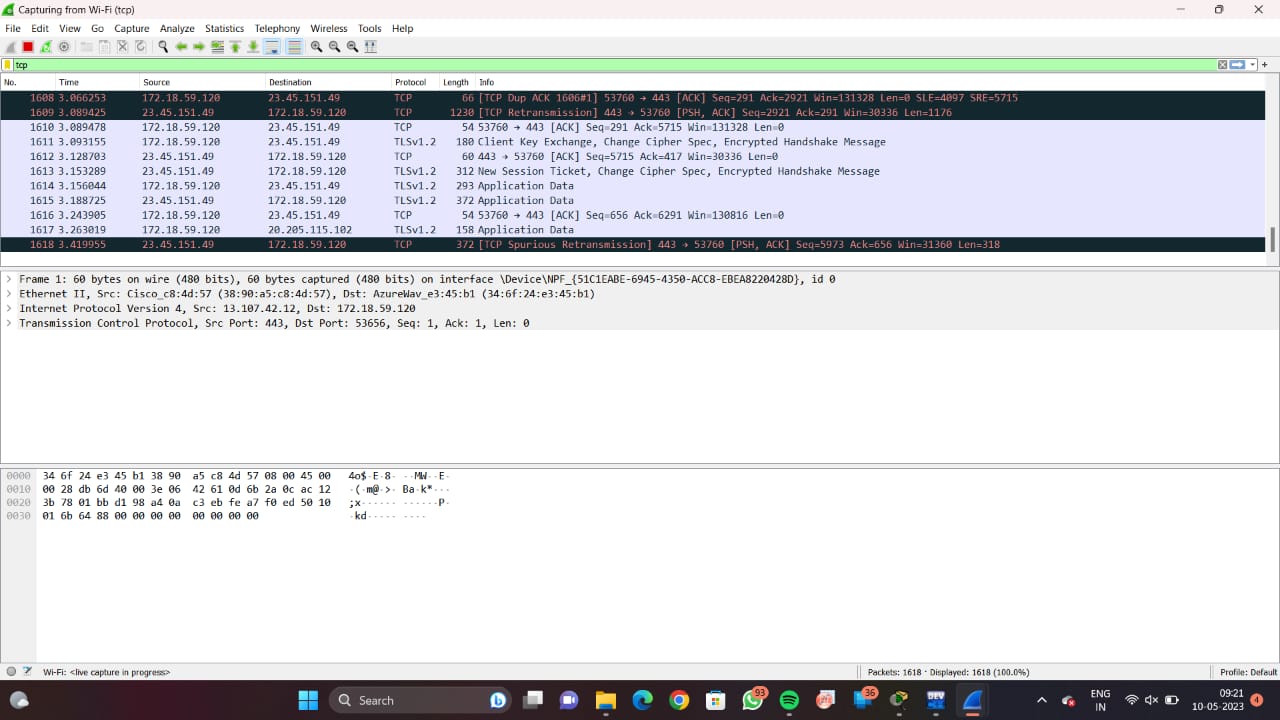 Capturing from Wi-Fi (tcp)
File Edit View Go Capture Analyze Statistics Telephony Wireless Tools Help
tcp
No. Time Source Destination Protocol Length Info
1608 3.066253 172.18.59.120 23.45.151.49 TCP 66 [TCP Dup ACK 1606#1] 53760 → 443 [ACK] Seq=291 Ack=2921 Win=131328 Len=0 SLE=4097 SRE=5715
1609 3.089425 23.45.151.49 172.18.59.120 TCP 1230 [TCP Retransmission] 443 → 53760 [PSH, ACK] Seq=2921 Ack=291 Win=30336 Len=1176
1610 3.089478 172.18.59.120 23.45.151.49 TCP 54 53760 → 443 [ACK] Seq=291 Ack=5715 Win=131328 Len=0
1611 3.093155 172.18.59.120 23.45.151.49 TLSv1.2 180 Client Key Exchange, Change Cipher Spec, Encrypted Handshake Message
1612 3.128703 23.45.151.49 172.18.59.120 TCP 60 443 → 53760 [ACK] Seq=5715 Ack=417 Win=30336 Len=0
1613 3.153289 23.45.151.49 172.18.59.120 TLSv1.2 312 New Session Ticket, Change Cipher Spec, Encrypted Handshake Message
1614 3.156044 172.18.59.120 23.45.151.49 TLSv1.2 293 Application Data
1615 3.188725 23.45.151.49 172.18.59.120 TLSv1.2 372 Application Data
1616 3.243905 172.18.59.120 23.45.151.49 TCP 54 53760 → 443 [ACK] Seq=656 Ack=6291 Win=130816 Len=0
1617 3.263019 172.18.59.120 20.205.115.102 TLSv1.2 158 Application Data
1618 3.419955 23.45.151.49 172.18.59.120 TCP 372 [TCP Spurious Retransmission] 443 → 53760 [PSH, ACK] Seq=5973 Ack=656 Win=31360 Len=318
Frame 1: 60 bytes on wire (480 bits), 60 bytes captured (480 bits) on interface \Device\NPF_{51C1EABE-6945-4350-ACC8-EBEA8220428D}, id 0
Ethernet II, Src: Cisco_c8:4d:57 (38:90:a5:c8:4d:57), Dst: AzureWav_e3:45:b1 (34:6f:24:e3:45:b1)
Internet Protocol Version 4, Src: 13.107.42.12, Dst: 172.18.59.120
Transmission Control Protocol, Src Port: 443, Dst Port: 53656, Seq: 1, Ack: 1, Len: 0
0000 34 6f 24 e3 45 b1 38 90 a5 c8 4d 57 08 00 45 00 4o$·E·8· ··MW··E·
0010 00 28 db 6d 40 00 3e 06 42 61 0d 6b 2a 0c ac 12 ·(·m@·>· Ba·k*···
0020 3b 78 01 bb d1 98 a4 0a c3 eb fe a7 f0 ed 50 10 ;x······ ······P·
0030 01 6b 64 88 00 00 00 00 00 00 00 00 ·kd····· ····
Wi-Fi: <live capture in progress> Packets: 1618 · Displayed: 1618 (100.0%) Profile: Default
Search 93 36 DEV ENG IN 09:21 10-05-2023 4